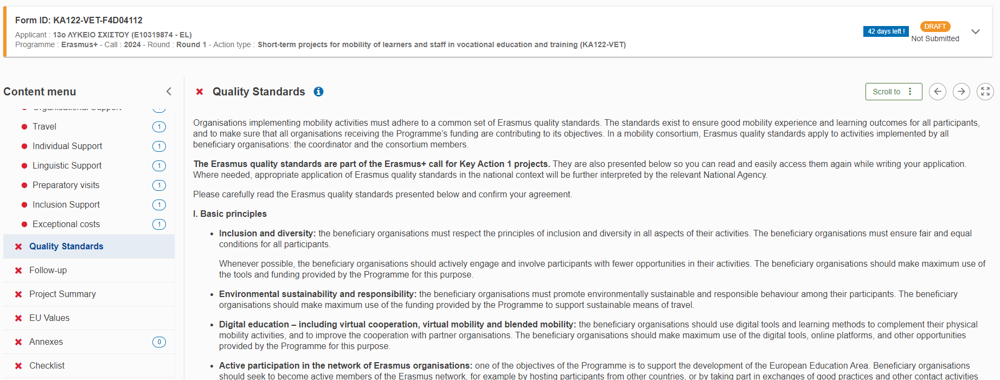 Form ID: KA122-VET-F4D04112
Applicant : 13ο ΛΥΚΕΙΟ ΣΧΙΣΤΟΥ (E10319874 - EL)
Programme : Erasmus+ - Call : 2024 - Round : Round 1 - Action type : Short-term projects for mobility of learners and staff in vocational education and training (KA122-VET)
42 days left !
DRAFT
Not Submitted
Content menu
Organisational Support
Travel 1
Individual Support 1
Linguistic Support 1
Preparatory visits 1
Inclusion Support 1
Exceptional costs 1
Quality Standards
Follow-up
Project Summary
EU Values
Annexes 0
Checklist
Quality Standards
Scroll to
Organisations implementing mobility activities must adhere to a common set of Erasmus quality standards. The standards exist to ensure good mobility experience and learning outcomes for all participants,
and to make sure that all organisations receiving the Programme’s funding are contributing to its objectives. In a mobility consortium, Erasmus quality standards apply to activities implemented by all
beneficiary organisations: the coordinator and the consortium members.
The Erasmus quality standards are part of the Erasmus+ call for Key Action 1 projects. They are also presented below so you can read and easily access them again while writing your application.
Where needed, appropriate application of Erasmus quality standards in the national context will be further interpreted by the relevant National Agency.
Please carefully read the Erasmus quality standards presented below and confirm your agreement.
I. Basic principles
• Inclusion and diversity: the beneficiary organisations must respect the principles of inclusion and diversity in all aspects of their activities. The beneficiary organisations must ensure fair and equal
conditions for all participants.
Whenever possible, the beneficiary organisations should actively engage and involve participants with fewer opportunities in their activities. The beneficiary organisations should make maximum use of
the tools and funding provided by the Programme for this purpose.
• Environmental sustainability and responsibility: the beneficiary organisations must promote environmentally sustainable and responsible behaviour among their participants. The beneficiary
organisations should make maximum use of the funding provided by the Programme to support sustainable means of travel.
• Digital education – including virtual cooperation, virtual mobility and blended mobility: the beneficiary organisations should use digital tools and learning methods to complement their physical
mobility activities, and to improve the cooperation with partner organisations. The beneficiary organisations should make maximum use of the digital tools, online platforms, and other opportunities
provided by the Programme for this purpose.
• Active participation in the network of Erasmus organisations: one of the objectives of the Programme is to support the development of the European Education Area. Beneficiary organisations
should seek to become active members of the Erasmus network, for example by hosting participants from other countries, or by taking part in exchanges of good practices and other contact activities